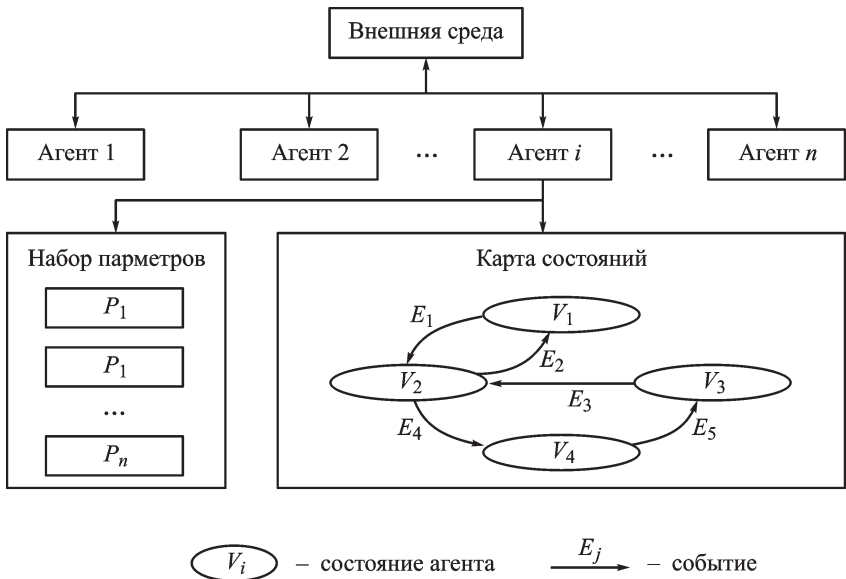 Внешняя среда
Агент 1
Агент 2
...
Агент i
...
Агент n
Набор парметров
P1
P1
...
Pn
Карта состояний
E1
V1
E2
V2
V3
E3
E4
E5
V4
Vi – состояние агента
Ej – событие